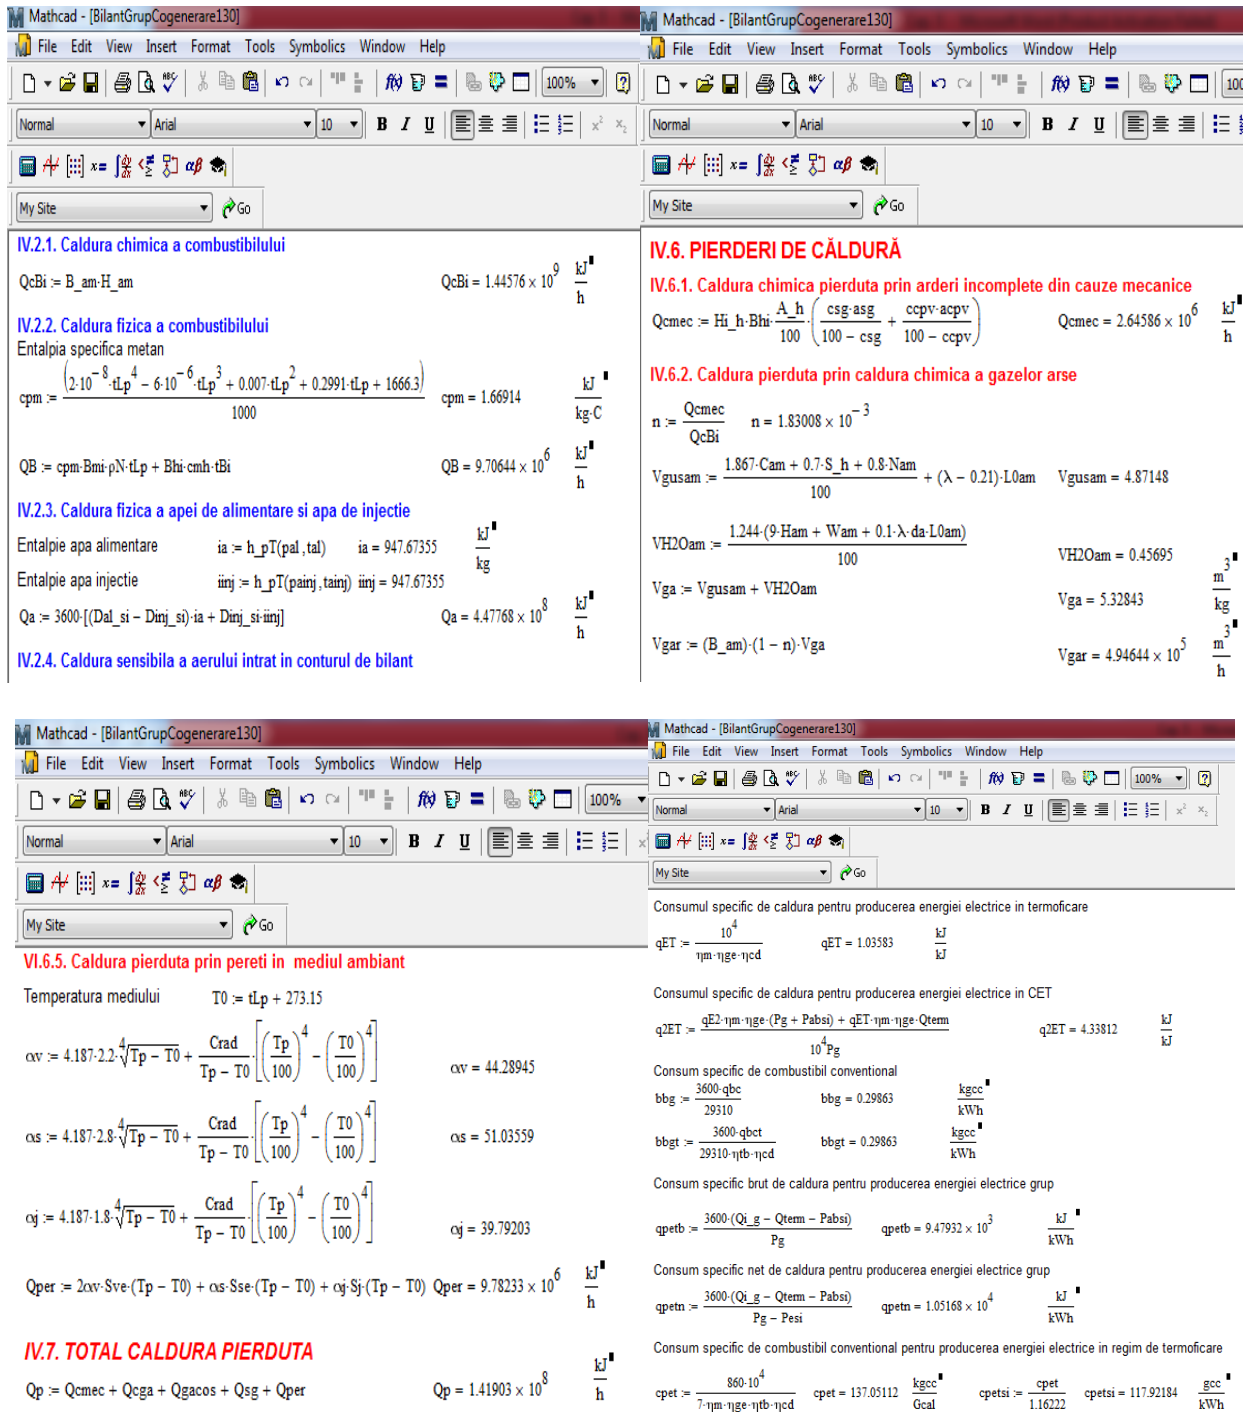 Mathcad - [BilantGrupCogenerare130]
File Edit View Insert Format Tools Symbolics Window Help
100%
Normal Arial 10 B I U
My Site Go
IV.2.1. Caldura chimica a combustibilului
QcBi := B_am·H_am QcBi = 1.44576 × 10^9 kJ/h
IV.2.2. Caldura fizica a combustibilului
Entalpia specifica metan
cpm := (2·10^-8·tLp^4 − 6·10^-6·tLp^3 + 0.007·tLp^2 + 0.2991·tLp + 1666.3)/1000 cpm = 1.66914 kJ/kg·C
QB := cpm·Bmi·ρN·tLp + Bhi·cmh·tBi QB = 9.70644 × 10^6 kJ/h
IV.2.3. Caldura fizica a apei de alimentare si apa de injectie
Entalpie apa alimentare ia := h_pT(pal,tal) ia = 947.67355 kJ/kg
Entalpie apa injectie iinj := h_pT(painj,tainj) iinj = 947.67355
Qa := 3600·[(Dal_si − Dinj_si)·ia + Dinj_si·iinj] Qa = 4.47768 × 10^8 kJ/h
IV.2.4. Caldura sensibila a aerului intrat in conturul de bilant
Mathcad - [BilantGrupCogenerare130]
File Edit View Insert Format Tools Symbolics Window Help
Normal Arial 10 B I U
My Site Go
IV.6. PIERDERI DE CĂLDURĂ
IV.6.1. Caldura chimica pierduta prin arderi incomplete din cauze mecanice
Qcmec := Hi_h·Bhi·A_h/100·(csg·asg/(100 − csg) + ccpv·acpv/(100 − ccpv)) Qcmec = 2.64586 × 10^6 kJ/h
IV.6.2. Caldura pierduta prin caldura chimica a gazelor arse
n := Qcmec/QcBi n = 1.83008 × 10^-3
Vgusam := (1.867·Cam + 0.7·S_h + 0.8·Nam)/100 + (λ − 0.21)·L0am Vgusam = 4.87148
VH2Oam := 1.244·(9·Ham + Wam + 0.1·λ·da·L0am)/100 VH2Oam = 0.45695
Vga := Vgusam + VH2Oam Vga = 5.32843 m^3/kg
Vgar := (B_am)·(1 − n)·Vga Vgar = 4.94644 × 10^5 m^3/h
Mathcad - [BilantGrupCogenerare130]
File Edit View Insert Format Tools Symbolics Window Help
100%
Normal Arial 10 B I U
My Site Go
VI.6.5. Caldura pierduta prin pereti in mediul ambiant
Temperatura mediului T0 := tLp + 273.15
αv := 4.187·2.2·∜(Tp − T0) + Crad/(Tp − T0)·[(Tp/100)^4 − (T0/100)^4] αv = 44.28945
αs := 4.187·2.8·∜(Tp − T0) + Crad/(Tp − T0)·[(Tp/100)^4 − (T0/100)^4] αs = 51.03559
αj := 4.187·1.8·∜(Tp − T0) + Crad/(Tp − T0)·[(Tp/100)^4 − (T0/100)^4] αj = 39.79203
Qper := 2αv·Sve·(Tp − T0) + αs·Sse·(Tp − T0) + αj·Sj·(Tp − T0) Qper = 9.78233 × 10^6 kJ/h
IV.7. TOTAL CALDURA PIERDUTA
Qp := Qcmec + Qcga + Qgacos + Qsg + Qper Qp = 1.41903 × 10^8 kJ/h
Mathcad - [BilantGrupCogenerare130]
File Edit View Insert Format Tools Symbolics Window Help
100%
Normal Arial 10 B I U
My Site Go
Consumul specific de caldura pentru producerea energiei electrice in termoficare
qET := 10^4/(ηm·ηge·ηcd) qET = 1.03583 kJ/kJ
Consumul specific de caldura pentru producerea energiei electrice in CET
q2ET := (qE2·ηm·ηge·(Pg + Pabsi) + qET·ηm·ηge·Qterm)/(10^4Pg) q2ET = 4.33812 kJ/kJ
Consum specific de combustibil conventional
bbg := 3600·qbc/29310 bbg = 0.29863 kgcc/kWh
bbgt := 3600·qbct/(29310·ηtb·ηcd) bbgt = 0.29863 kgcc/kWh
Consum specific brut de caldura pentru producerea energiei electrice grup
qpetb := 3600·(Qi_g − Qterm − Pabsi)/Pg qpetb = 9.47932 × 10^3 kJ/kWh
Consum specific net de caldura pentru producerea energiei electrice grup
qpetn := 3600·(Qi_g − Qterm − Pabsi)/(Pg − Pesi) qpetn = 1.05168 × 10^4 kJ/kWh
Consum specific de combustibil conventional pentru producerea energiei electrice in regim de termoficare
cpet := 860·10^4/(7·ηm·ηge·ηtb·ηcd) cpet = 137.05112 kgcc/Gcal cpetsi := cpet/1.16222 cpetsi = 117.92184 gcc/kWh